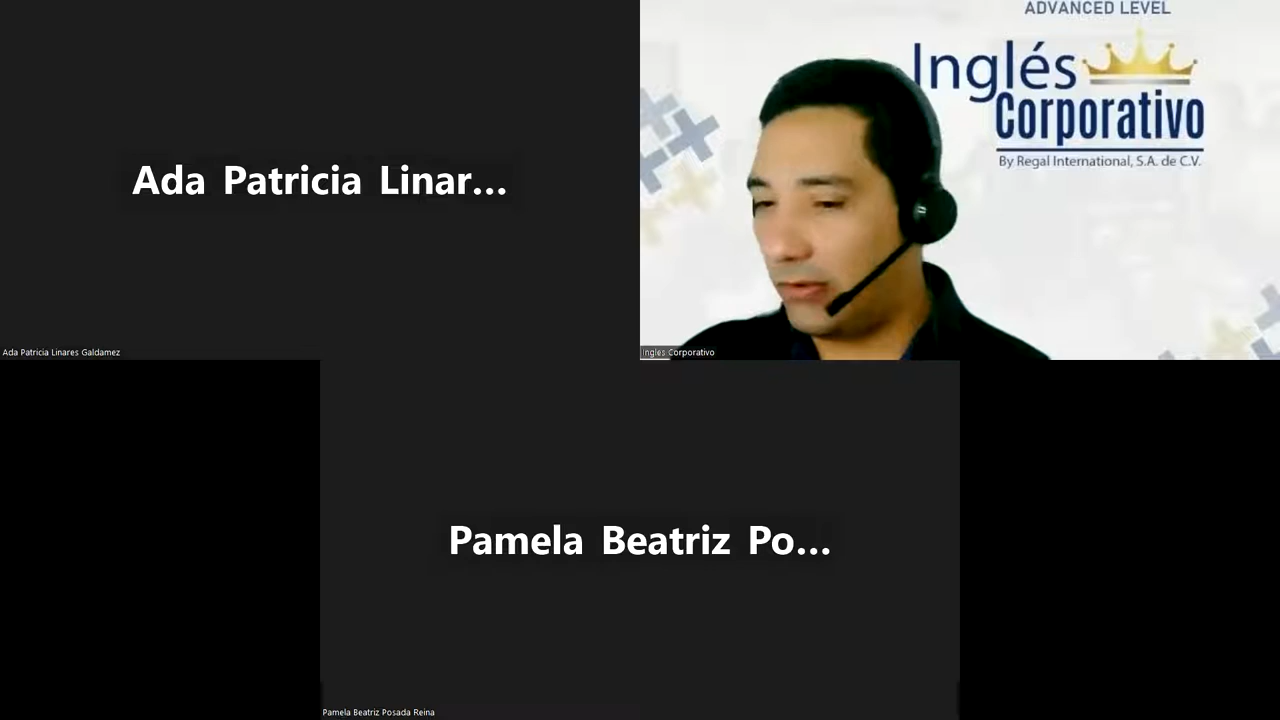 Ada Patricia Linar...
Ada Patricia Linares Galdamez
ADVANCED LEVEL
Inglés
Corporativo
By Regal International, S.A. de C.V.
Ingles Corporativo
Pamela Beatriz Po...
Pamela Beatriz Posada Reina